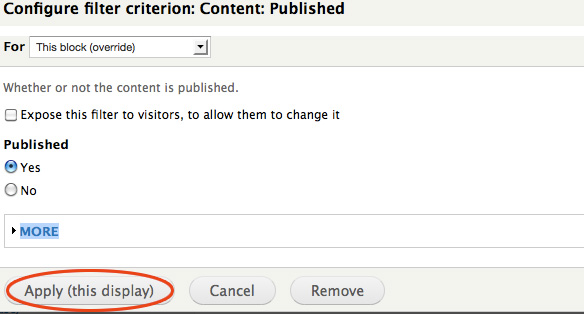 Configure filter criterion: Content: Published
For This block (override)
Whether or not the content is published.
Expose this filter to visitors, to allow them to change it
Published
Yes
No
MORE
Apply (this display) Cancel Remove